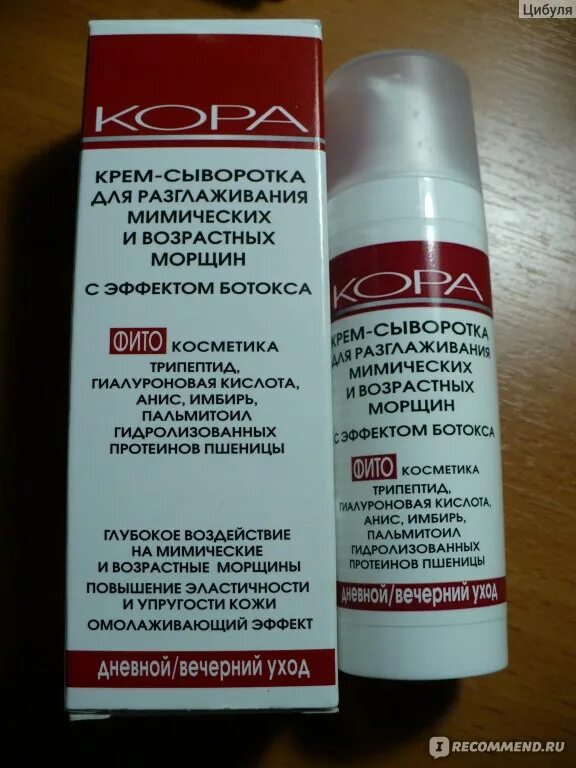 Цибуля
КОРА
КРЕМ-СЫВОРОТКА
ДЛЯ РАЗГЛАЖИВАНИЯ
МИМИЧЕСКИХ
И ВОЗРАСТНЫХ
МОРЩИН
С ЭФФЕКТОМ БОТОКСА
ФИТО КОСМЕТИКА
ТРИПЕПТИД,
ГИАЛУРОНОВАЯ КИСЛОТА,
АНИС, ИМБИРЬ,
ПАЛЬМИТОИЛ
ГИДРОЛИЗОВАННЫХ
ПРОТЕИНОВ ПШЕНИЦЫ
ГЛУБОКОЕ ВОЗДЕЙСТВИЕ
НА МИМИЧЕСКИЕ
И ВОЗРАСТНЫЕ МОРЩИНЫ
ПОВЫШЕНИЕ ЭЛАСТИЧНОСТИ
И УПРУГОСТИ КОЖИ
ОМОЛАЖИВАЮЩИЙ ЭФФЕКТ
дневной/вечерний уход
КОРА
КРЕМ-СЫВОРОТКА
ДЛЯ РАЗГЛАЖИВАНИЯ
МИМИЧЕСКИХ
И ВОЗРАСТНЫХ
МОРЩИН
С ЭФФЕКТОМ БОТОКСА
ФИТО КОСМЕТИКА
ТРИПЕПТИД,
ГИАЛУРОНОВАЯ КИСЛОТА,
АНИС, ИМБИРЬ,
ПАЛЬМИТОИЛ
ГИДРОЛИЗОВАННЫХ
ПРОТЕИНОВ ПШЕНИЦЫ
дневной/вечерний уход
IRECOMMEND.RU